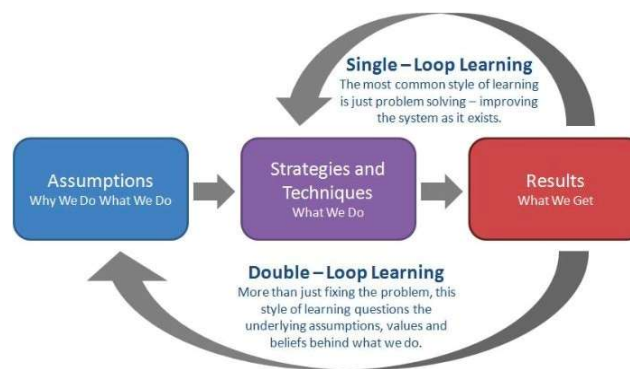 Single – Loop Learning
The most common style of learning
is just problem solving – improving
the system as it exists.
Assumptions
Why We Do What We Do
Strategies and
Techniques
What We Do
Results
What We Get
Double – Loop Learning
More than just fixing the problem, this
style of learning questions the
underlying assumptions, values and
beliefs behind what we do.